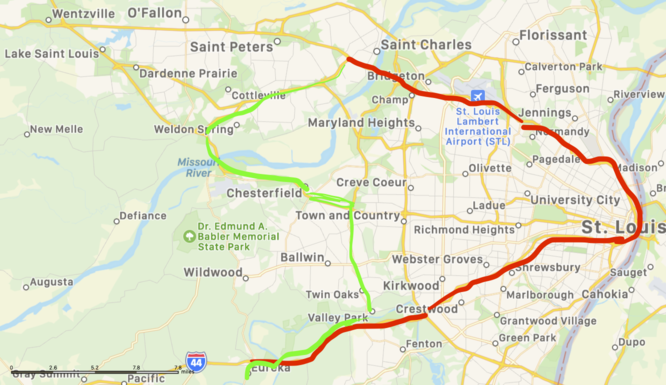 Wentzville
O'Fallon
Florissant
Saint Charles
Saint Peters
Lake Saint Louis
Calverton Park
Dardenne Prairie
Bridgeton
Ferguson
Cottleville
Champ
Riverview
St. Louis
Lambert
International
Airport (STL)
Jennings
New Melle
Weldon Spring
Maryland Heights
Normandy
Missouri
River
Pagedale
Madison
Olivette
Chesterfield
Creve Coeur
University City
Ladue
Defiance
Town and Country
Dr. Edmund A.
Babler Memorial
State Park
Richmond Heights
St. Louis
Ballwin
Webster Groves
Shrewsbury
Sauget
Wildwood
Augusta
Twin Oaks
Kirkwood
Marlborough
Cahokia
Valley Park
Crestwood
Grantwood Village
Green Park
Fenton
Dupo
44
Eureka
0 2.6 5.2 7.8
miles
Gray Summit
Pacific